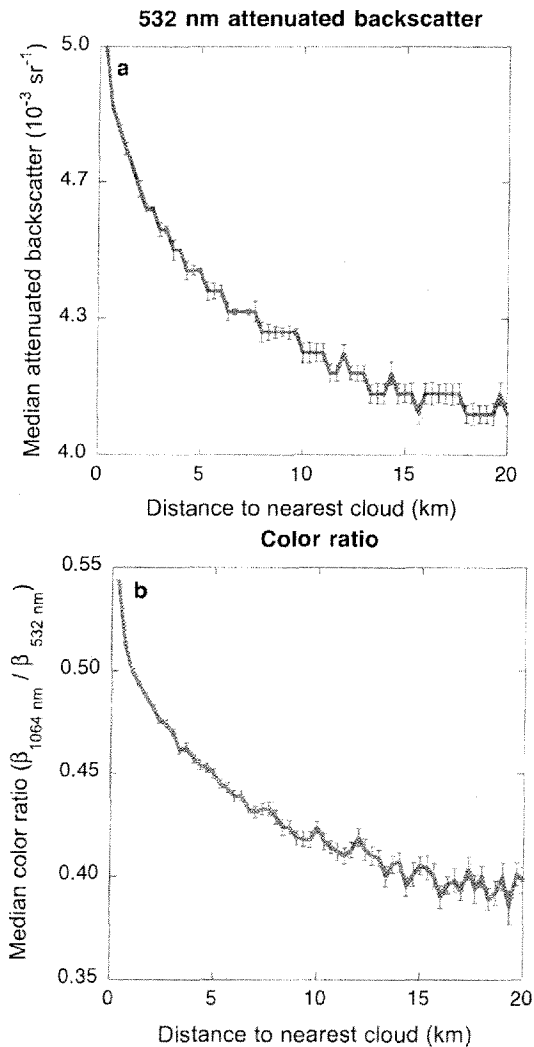 532 nm attenuated backscatter
a
Median attenuated backscatter (10⁻³ sr⁻¹)
5.0
4.7
4.3
4.0
0 5 10 15 20
Distance to nearest cloud (km)
Color ratio
b
Median color ratio (β1064 nm / β 532 nm)
0.55
0.50
0.45
0.40
0.35
0 5 10 15 20
Distance to nearest cloud (km)